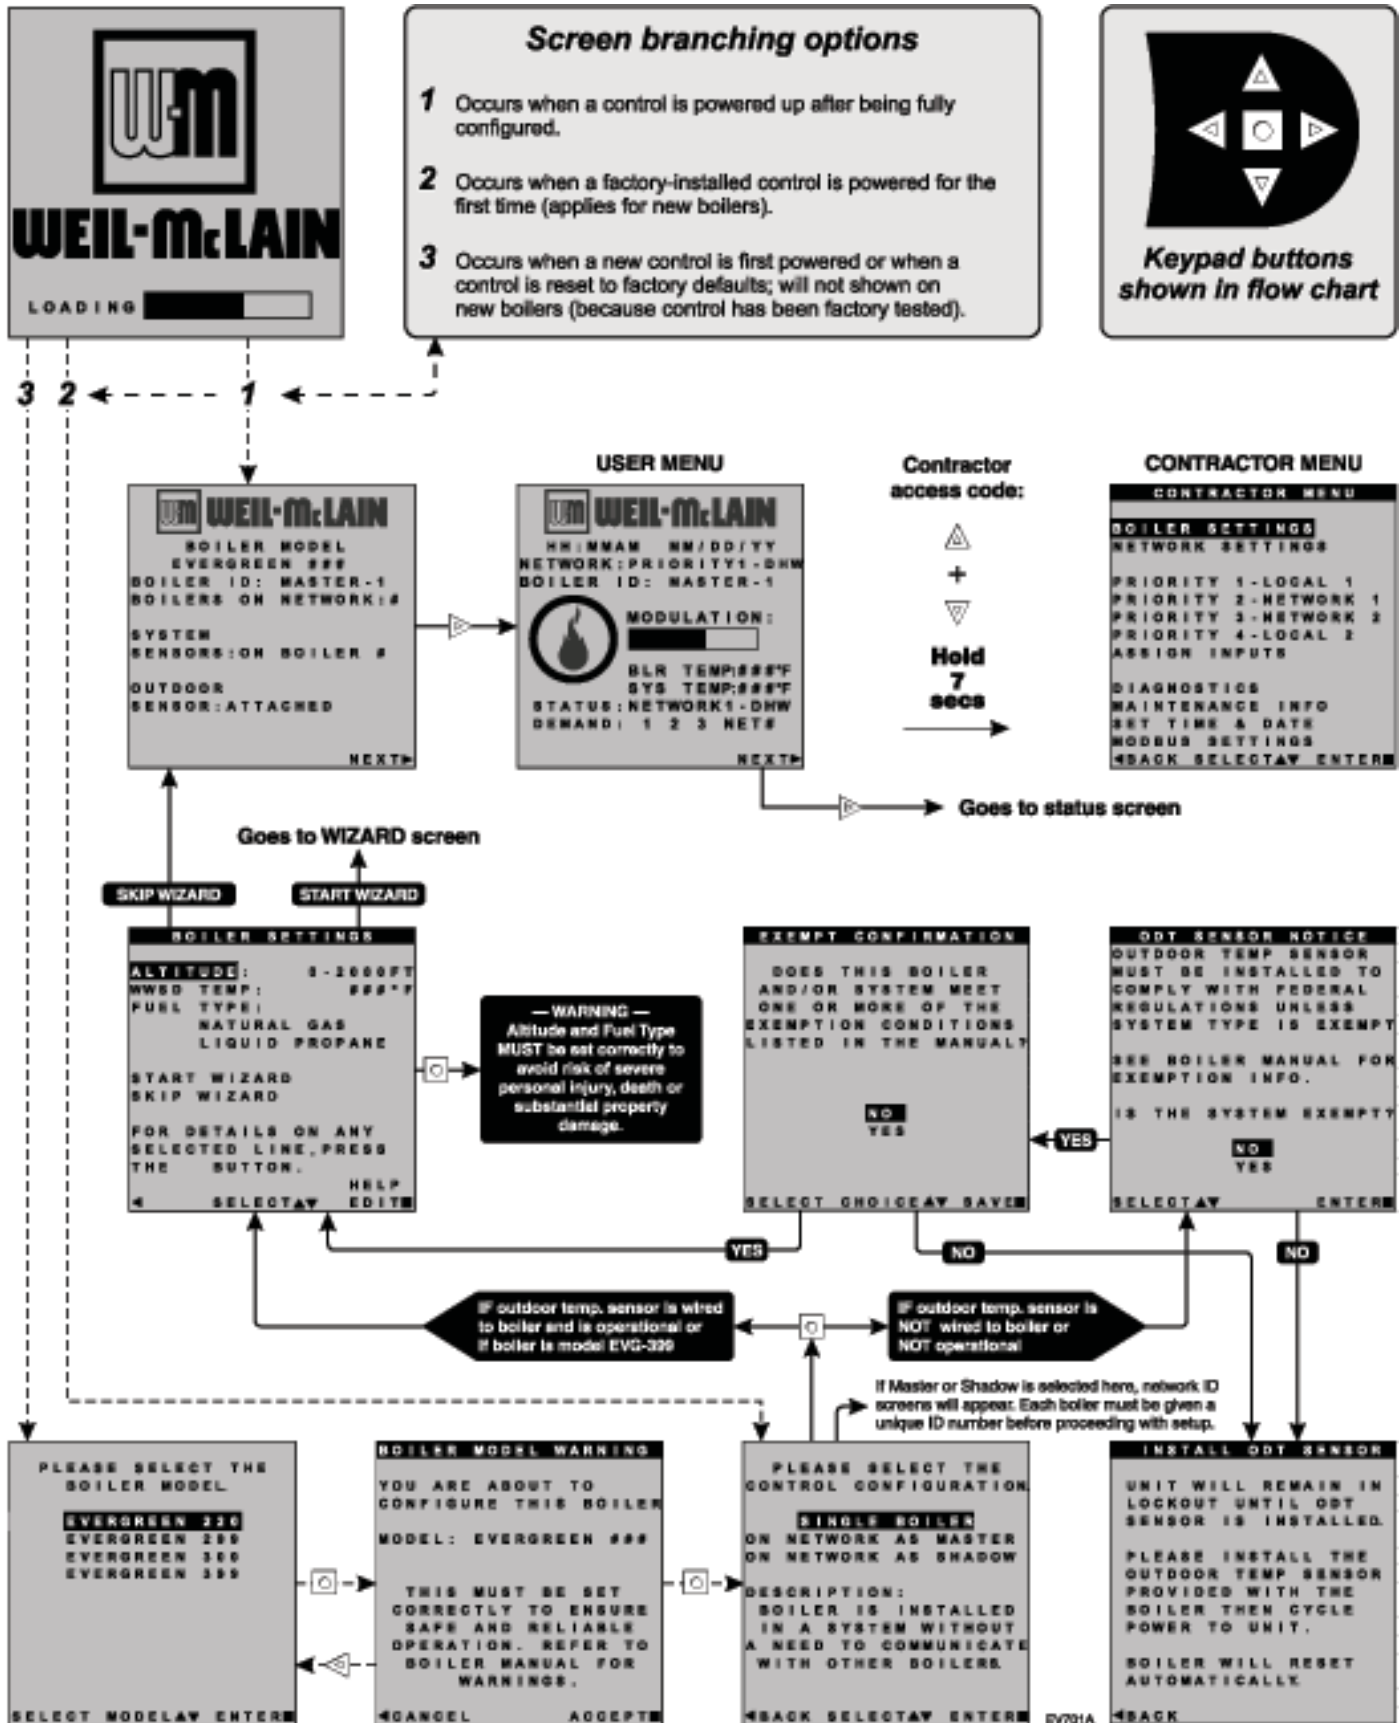 WM
WEIL-McLAIN
LOADING
Screen branching options
1 Occurs when a control is powered up after being fully
configured.
2 Occurs when a factory-installed control is powered for the
first time (applies for new boilers).
3 Occurs when a new control is first powered or when a
control is reset to factory defaults; will not shown on
new boilers (because control has been factory tested).
Keypad buttons
shown in flow chart
3 2 1
WM WEIL-McLAIN
BOILER MODEL
EVERGREEN ###
BOILER ID: MASTER-1
BOILERS ON NETWORK:#
SYSTEM
SENSORS:ON BOILER #
OUTDOOR
SENSOR:ATTACHED
NEXT▶
USER MENU
WM WEIL-McLAIN
HH:MMAM MM/DD/YY
NETWORK:PRIORITY1-DHW
BOILER ID: MASTER-1
MODULATION:
BLR TEMP:###°F
SYS TEMP:###°F
STATUS:NETWORK1-DHW
DEMAND: 1 2 3 NET#
NEXT▶
Contractor
access code:
+
Hold
7
secs
CONTRACTOR MENU
CONTRACTOR MENU
BOILER SETTINGS
NETWORK SETTINGS
PRIORITY 1-LOCAL 1
PRIORITY 2-NETWORK 1
PRIORITY 3-NETWORK 2
PRIORITY 4-LOCAL 2
ASSIGN INPUTS
DIAGNOSTICS
MAINTENANCE INFO
SET TIME & DATE
MODBUS SETTINGS
◀BACK SELECT▲▼ ENTER■
Goes to status screen
Goes to WIZARD screen
SKIP WIZARD
START WIZARD
BOILER SETTINGS
ALTITUDE: 0-2000FT
WWSD TEMP: ###°F
FUEL TYPE:
NATURAL GAS
LIQUID PROPANE
START WIZARD
SKIP WIZARD
FOR DETAILS ON ANY
SELECTED LINE,PRESS
THE BUTTON.
HELP
◀ SELECT▲▼ EDIT■
— WARNING —
Altitude and Fuel Type
MUST be set correctly to
avoid risk of severe
personal injury, death or
substantial property
damage.
EXEMPT CONFIRMATION
DOES THIS BOILER
AND/OR SYSTEM MEET
ONE OR MORE OF THE
EXEMPTION CONDITIONS
LISTED IN THE MANUAL?
NO
YES
SELECT CHOICE▲▼ SAVE■
YES
ODT SENSOR NOTICE
OUTDOOR TEMP SENSOR
MUST BE INSTALLED TO
COMPLY WITH FEDERAL
REGULATIONS UNLESS
SYSTEM TYPE IS EXEMPT
SEE BOILER MANUAL FOR
EXEMPTION INFO.
IS THE SYSTEM EXEMPT?
NO
YES
SELECT▲▼ ENTER■
YES
NO
NO
IF outdoor temp. sensor is wired
to boiler and is operational or
if boiler is model EVG-399
IF outdoor temp. sensor is
NOT wired to boiler or
NOT operational
If Master or Shadow is selected here, network ID
screens will appear. Each boiler must be given a
unique ID number before proceeding with setup.
PLEASE SELECT THE
BOILER MODEL
EVERGREEN 220
EVERGREEN 299
EVERGREEN 300
EVERGREEN 399
SELECT MODEL▲▼ ENTER■
BOILER MODEL WARNING
YOU ARE ABOUT TO
CONFIGURE THIS BOILER
MODEL: EVERGREEN ###
THIS MUST BE SET
CORRECTLY TO ENSURE
SAFE AND RELIABLE
OPERATION. REFER TO
BOILER MANUAL FOR
WARNINGS.
◀CANCEL ACCEPT■
PLEASE SELECT THE
CONTROL CONFIGURATION
SINGLE BOILER
ON NETWORK AS MASTER
ON NETWORK AS SHADOW
DESCRIPTION:
BOILER IS INSTALLED
IN A SYSTEM WITHOUT
A NEED TO COMMUNICATE
WITH OTHER BOILERS.
◀BACK SELECT▲▼ ENTER■
EV701A
INSTALL ODT SENSOR
UNIT WILL REMAIN IN
LOCKOUT UNTIL ODT
SENSOR IS INSTALLED.
PLEASE INSTALL THE
OUTDOOR TEMP SENSOR
PROVIDED WITH THE
BOILER THEN CYCLE
POWER TO UNIT.
BOILER WILL RESET
AUTOMATICALLY.
◀BACK